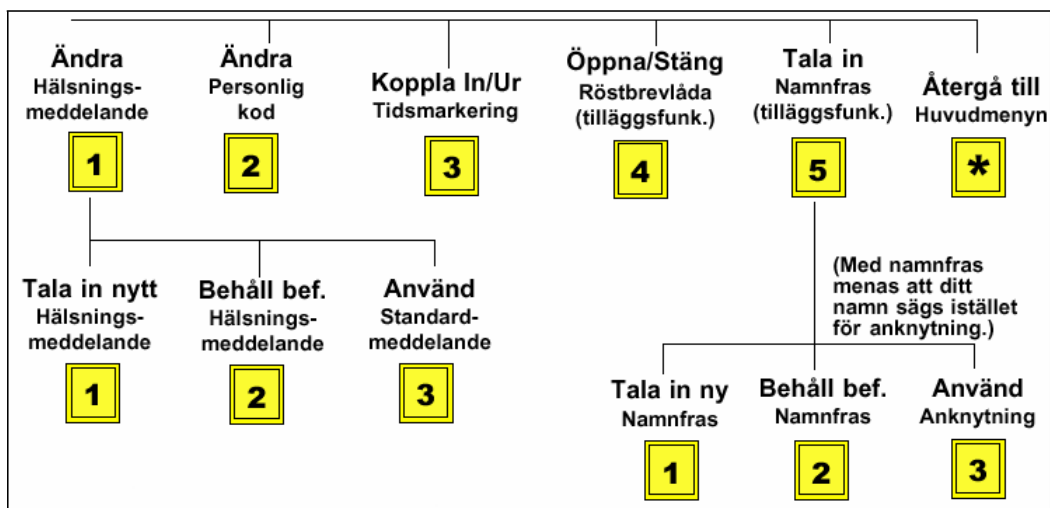 Ändra
Hälsnings-
meddelande
1
Ändra
Personlig
kod
2
Koppla In/Ur
Tidsmarkering
3
Öppna/Stäng
Röstbrevlåda
(tilläggsfunk.)
4
Tala in
Namnfras
(tilläggsfunk.)
5
Återgå till
Huvudmenyn
*
Tala in nytt
Hälsnings-
meddelande
1
Behåll bef.
Hälsnings-
meddelande
2
Använd
Standard-
meddelande
3
(Med namnfras
menas att ditt
namn sägs istället
för anknytning.)
Tala in ny
Namnfras
1
Behåll bef.
Namnfras
2
Använd
Anknytning
3